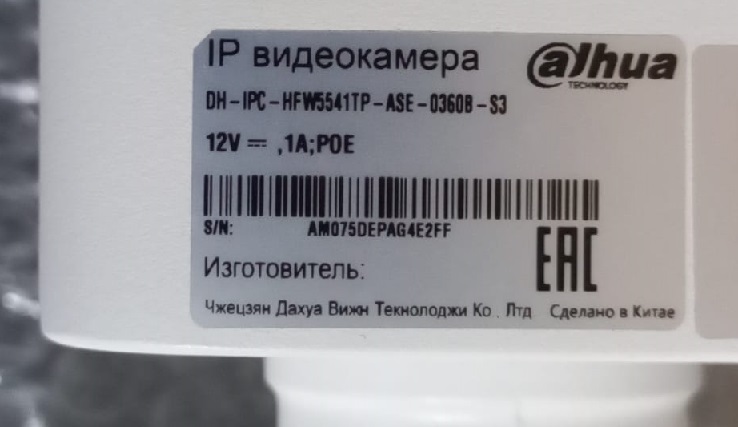 IP видеокамера
alhua
TECHNOLOGY
DH-IPC-HFW5541TP-ASE-0360B-S3
12V ⎓ ,1A;POE
S/N: AM075DEPAG4E2FF
Изготовитель:
EAC
Чжецзян Дахуа Вижн Текнолоджи Ко . Лтд Сделано в Китае